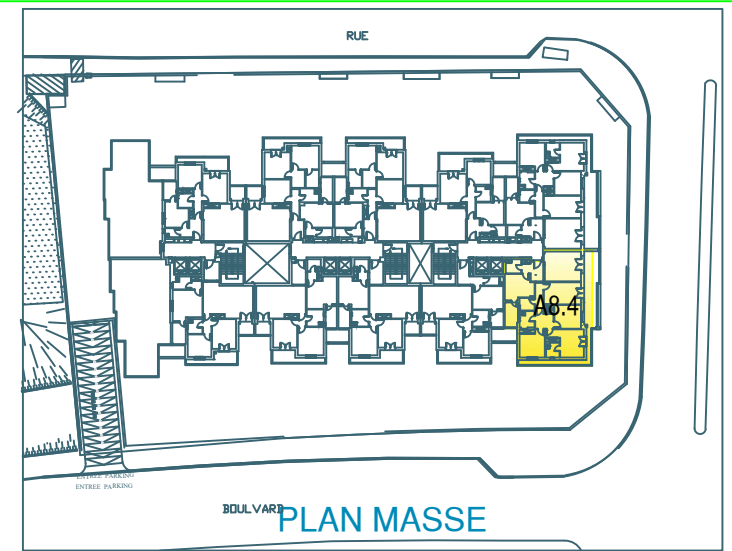 RUE
A8.4
ENTREE PARKING
ENTREE PARKING
BOULVARD
PLAN MASSE